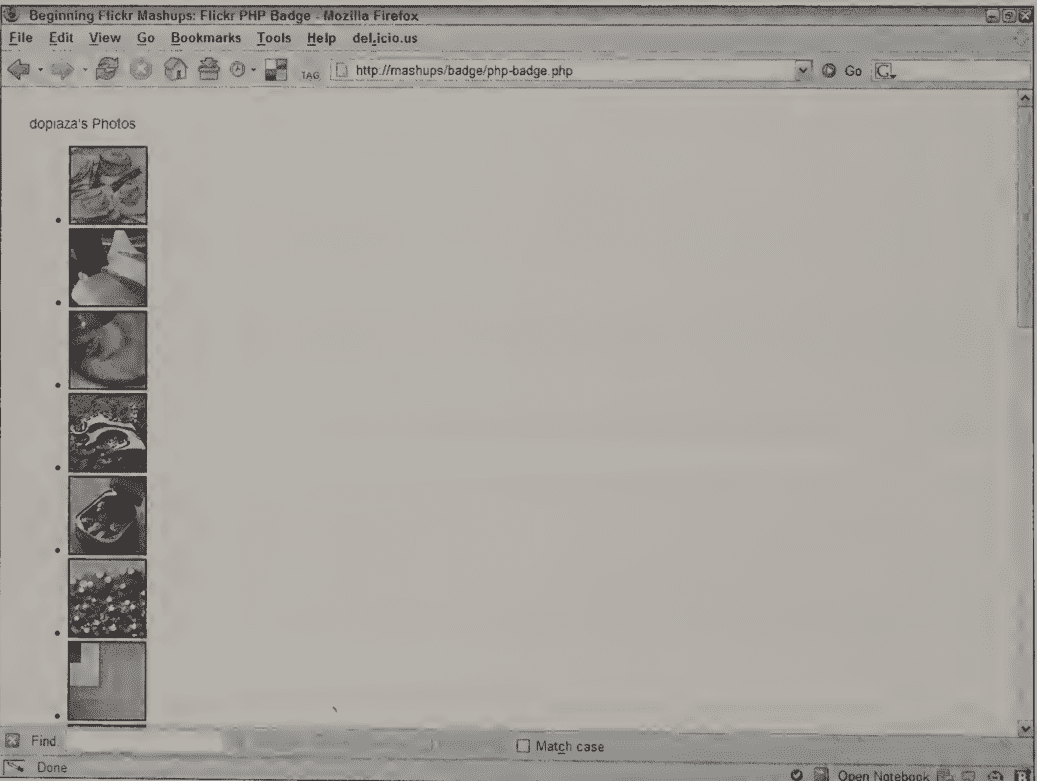 Beginning Flickr Mashups: Flickr PHP Badge - Mozilla Firefox
File Edit View Go Bookmarks Tools Help del.icio.us
TAG http://mashups/badge/php-badge.php Go G
dopiaza's Photos
Find Match case
Done Open Notebook